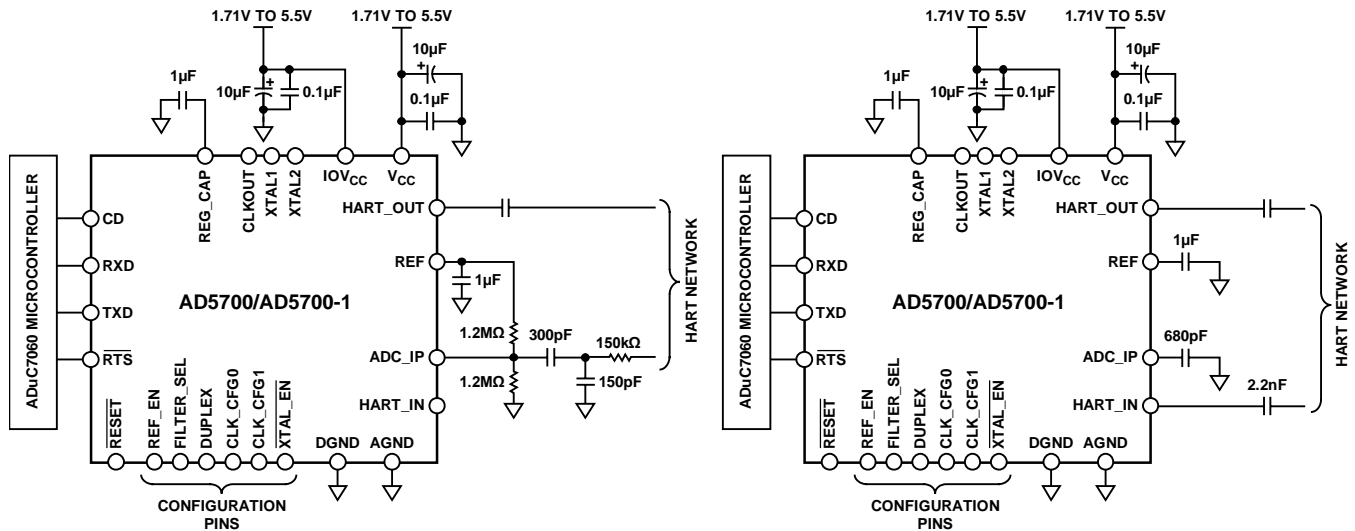 1.71V TO 5.5V
1.71V TO 5.5V
10µF
+
1µF
+
10µF
0.1µF
0.1µF
REG_CAP
CLKOUT
XTAL1
XTAL2
IOVCC
VCC
ADuC7060 MICROCONTROLLER
CD
RXD
TXD
RTS
AD5700/AD5700-1
HART_OUT
REF
1µF
1.2MΩ
300pF
150kΩ
ADC_IP
1.2MΩ
150pF
HART_IN
HART NETWORK
RESET
REF_EN
FILTER_SEL
DUPLEX
CLK_CFG0
CLK_CFG1
XTAL_EN
DGND
AGND
CONFIGURATION
PINS
1.71V TO 5.5V
1.71V TO 5.5V
10µF
+
1µF
+
10µF
0.1µF
0.1µF
REG_CAP
CLKOUT
XTAL1
XTAL2
IOVCC
VCC
ADuC7060 MICROCONTROLLER
CD
RXD
TXD
RTS
AD5700/AD5700-1
HART_OUT
REF
1µF
680pF
ADC_IP
2.2nF
HART_IN
HART NETWORK
RESET
REF_EN
FILTER_SEL
DUPLEX
CLK_CFG0
CLK_CFG1
XTAL_EN
DGND
AGND
CONFIGURATION
PINS